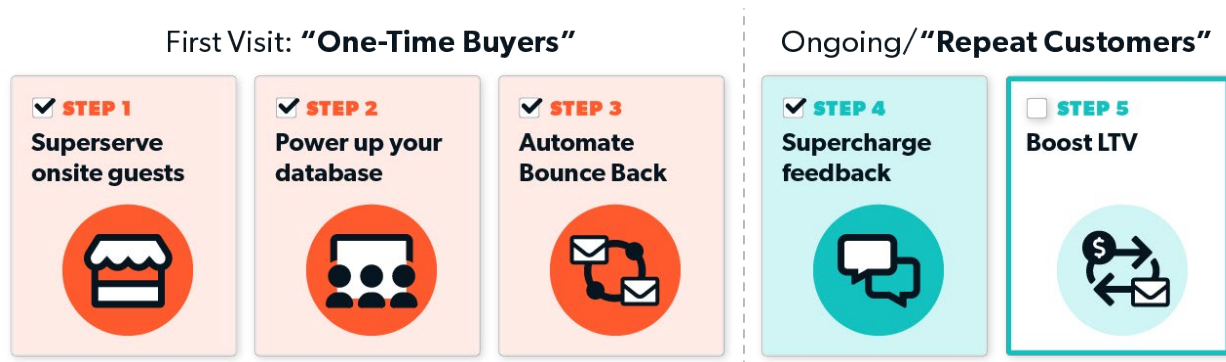 First Visit: “One-Time Buyers”
Ongoing/“Repeat Customers”
STEP 1
Superserve
onsite guests
STEP 2
Power up your
database
STEP 3
Automate
Bounce Back
STEP 4
Supercharge
feedback
STEP 5
Boost LTV
$